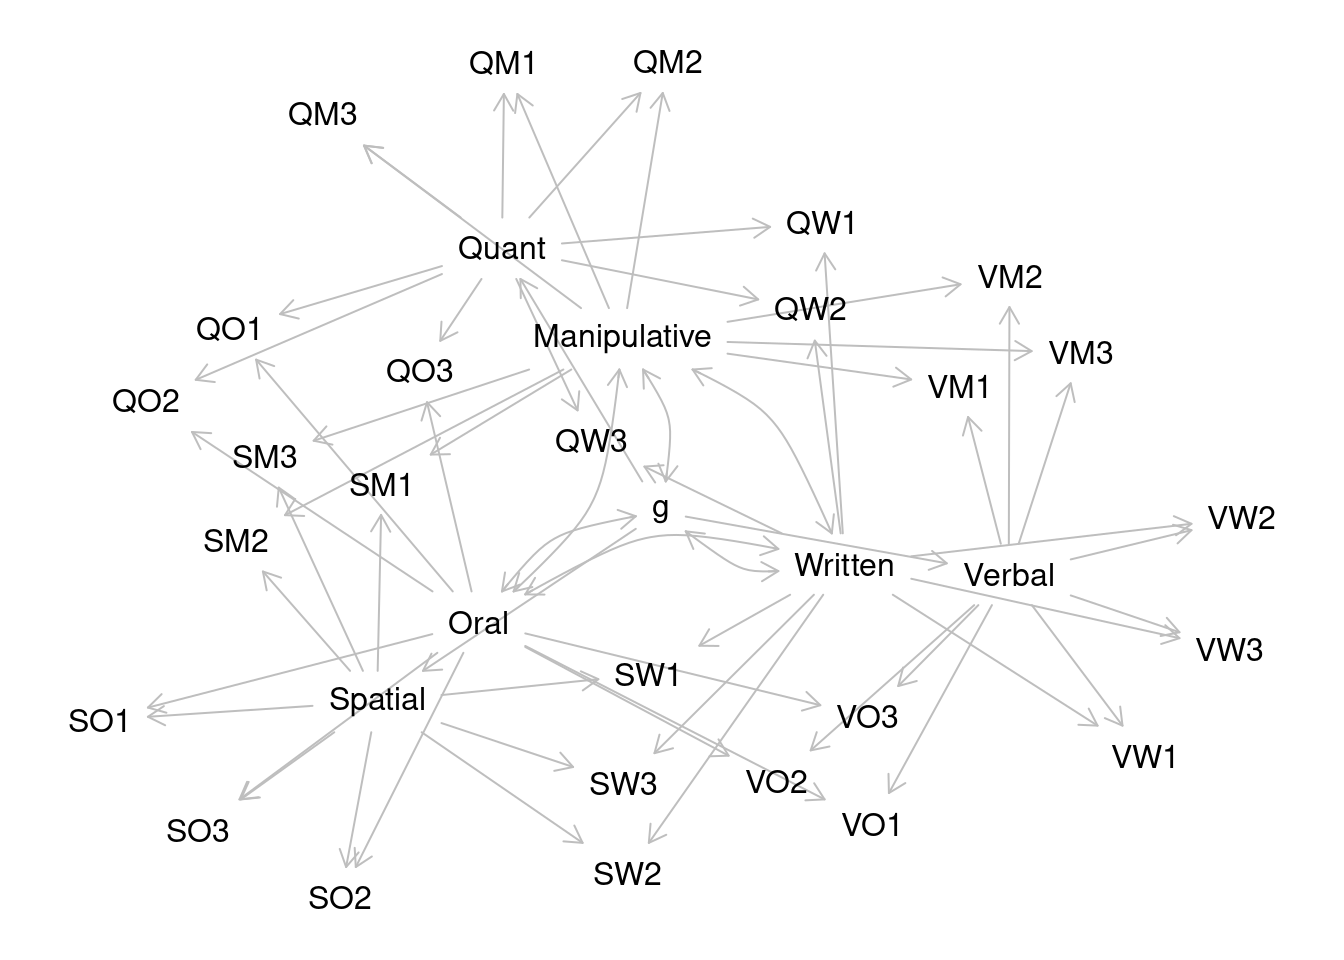 QM1
QM2
QM3
QW1
Quant
VM2
QW2
QO1
Manipulative
VM3
QO3
VM1
QO2
QW3
SM3
SM1
g
VW2
SM2
Written
Verbal
Oral
VW3
SW1
Spatial
VO3
SO1
VW1
SW3
VO2
VO1
SO3
SW2
SO2